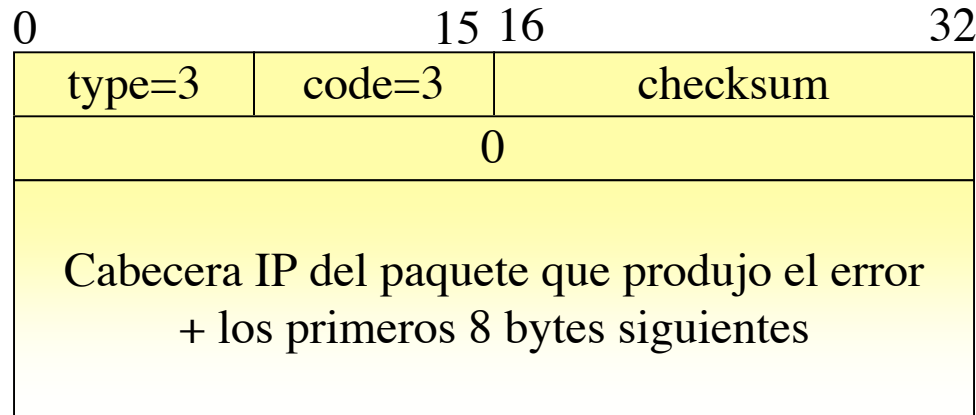 0 15 16 32
type=3 code=3 checksum
0
Cabecera IP del paquete que produjo el error
+ los primeros 8 bytes siguientes